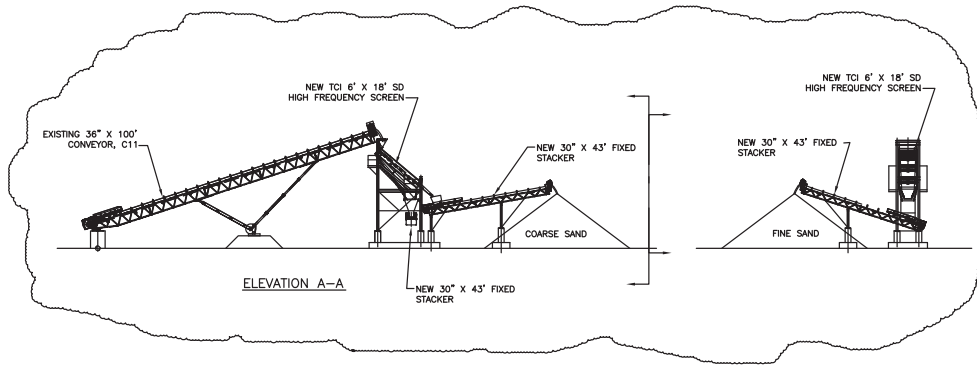 NEW TCI 6' X 18' SD
HIGH FREQUENCY SCREEN
EXISTING 36" X 100'
CONVEYOR, C11
NEW 30" X 43' FIXED
STACKER
COARSE SAND
NEW 30" X 43' FIXED
STACKER
ELEVATION A-A
NEW TCI 6' X 18' SD
HIGH FREQUENCY SCREEN
NEW 30" X 43' FIXED
STACKER
FINE SAND